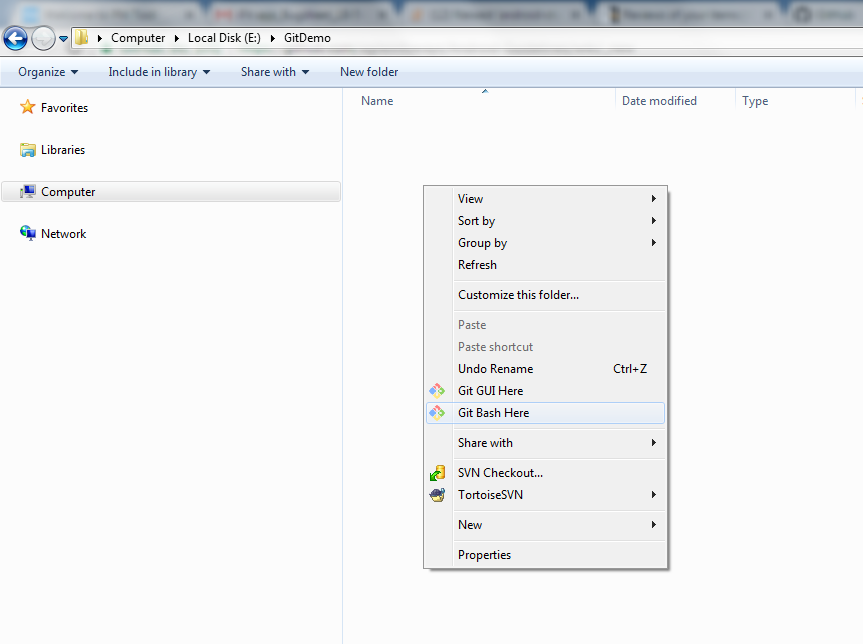 Computer Local Disk (E:) GitDemo
Organize Include in library Share with New folder
Favorites
Libraries
Computer
Network
Name Date modified Type
View
Sort by
Group by
Refresh
Customize this folder...
Paste
Paste shortcut
Undo Rename Ctrl+Z
Git GUI Here
Git Bash Here
Share with
SVN Checkout...
TortoiseSVN
New
Properties